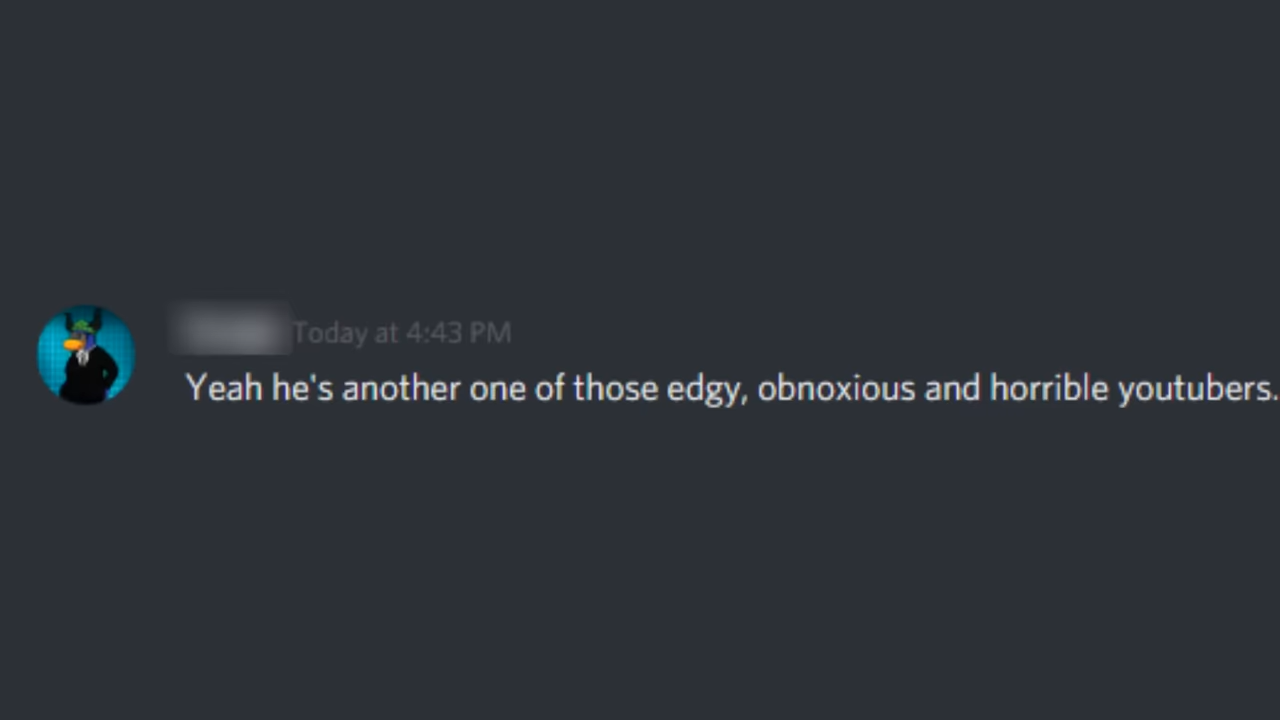 Today at 4:43 PM
Yeah he's another one of those edgy, obnoxious and horrible youtubers.